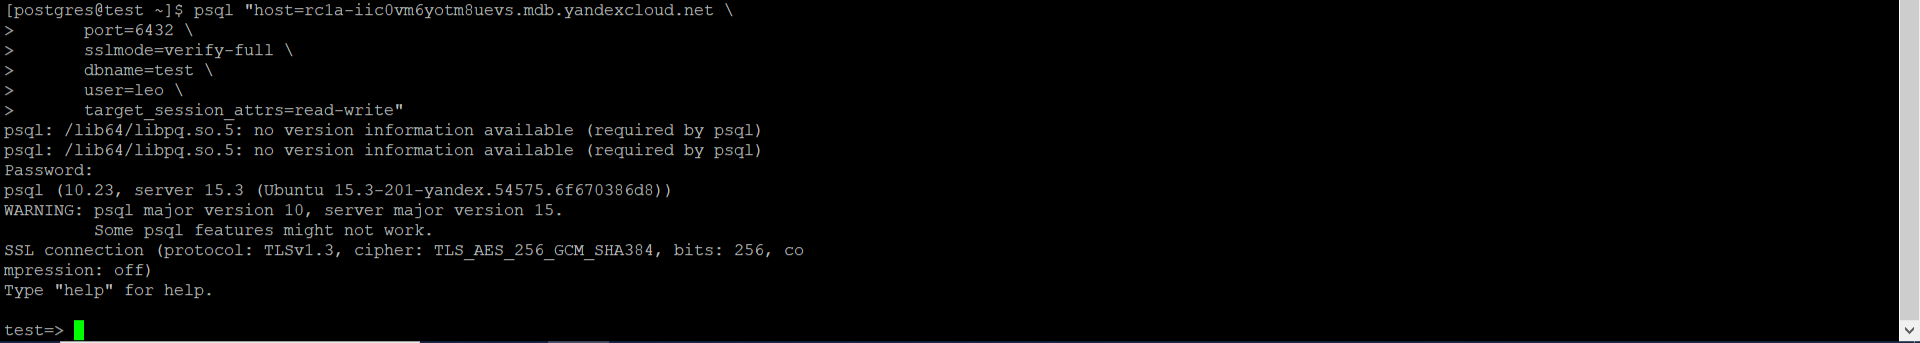 [postgres@test ~]$ psql "host=rc1a-iic0vm6yotm8uevs.mdb.yandexcloud.net \
>       port=6432 \
>       sslmode=verify-full \
>       dbname=test \
>       user=leo \
>       target_session_attrs=read-write"
psql: /lib64/libpq.so.5: no version information available (required by psql)
psql: /lib64/libpq.so.5: no version information available (required by psql)
Password:
psql (10.23, server 15.3 (Ubuntu 15.3-201-yandex.54575.6f670386d8))
WARNING: psql major version 10, server major version 15.
         Some psql features might not work.
SSL connection (protocol: TLSv1.3, cipher: TLS_AES_256_GCM_SHA384, bits: 256, co
mpression: off)
Type "help" for help.
test=>